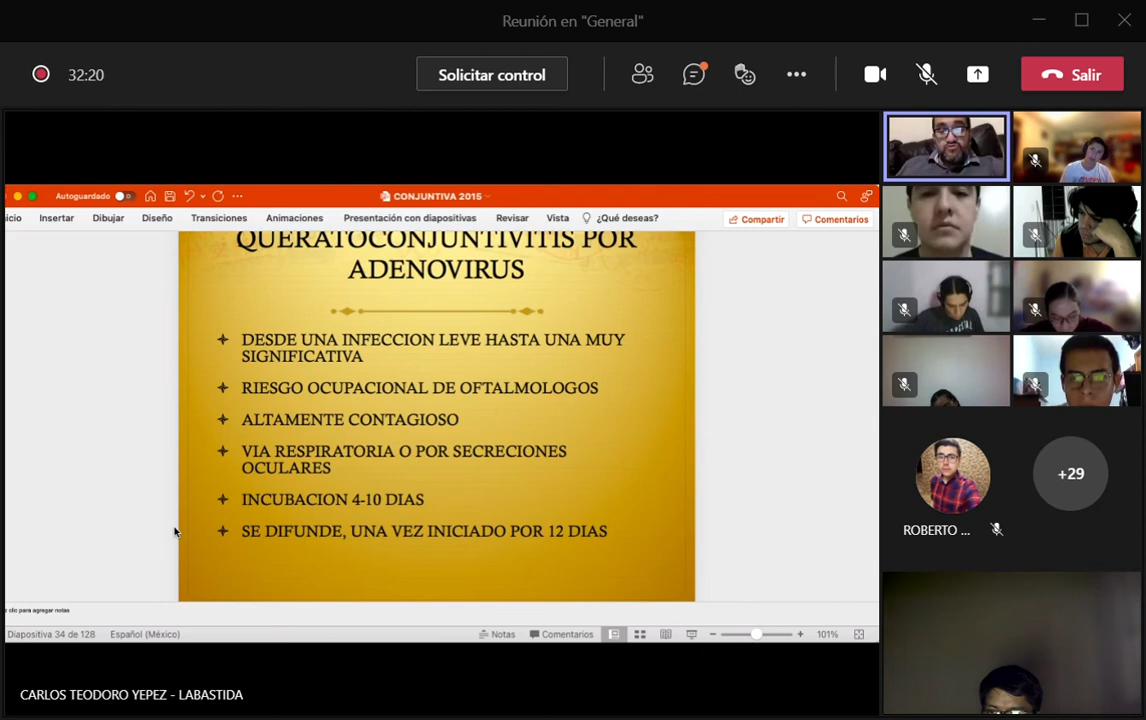 Reunión en "General"
32:20
Solicitar control
Salir
Autoguardado
CONJUNTIVA 2015
icio Insertar Dibujar Diseño Transiciones Animaciones Presentación con diapositivas Revisar Vista ¿Qué deseas? Compartir Comentarios
QUERATOCONJUNTIVITIS POR
ADENOVIRUS
DESDE UNA INFECCION LEVE HASTA UNA MUY
SIGNIFICATIVA
RIESGO OCUPACIONAL DE OFTALMOLOGOS
ALTAMENTE CONTAGIOSO
VIA RESPIRATORIA O POR SECRECIONES
OCULARES
INCUBACION 4-10 DIAS
SE DIFUNDE, UNA VEZ INICIADO POR 12 DIAS
clic para agregar notas
Diapositiva 34 de 128 Español (México) Notas Comentarios 101%
CARLOS TEODORO YEPEZ - LABASTIDA
+29
ROBERTO ...